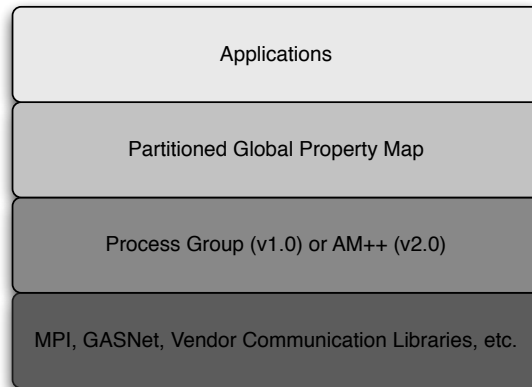 Applications
Partitioned Global Property Map
Process Group (v1.0) or AM++ (v2.0)
MPI, GASNet, Vendor Communication Libraries, etc.